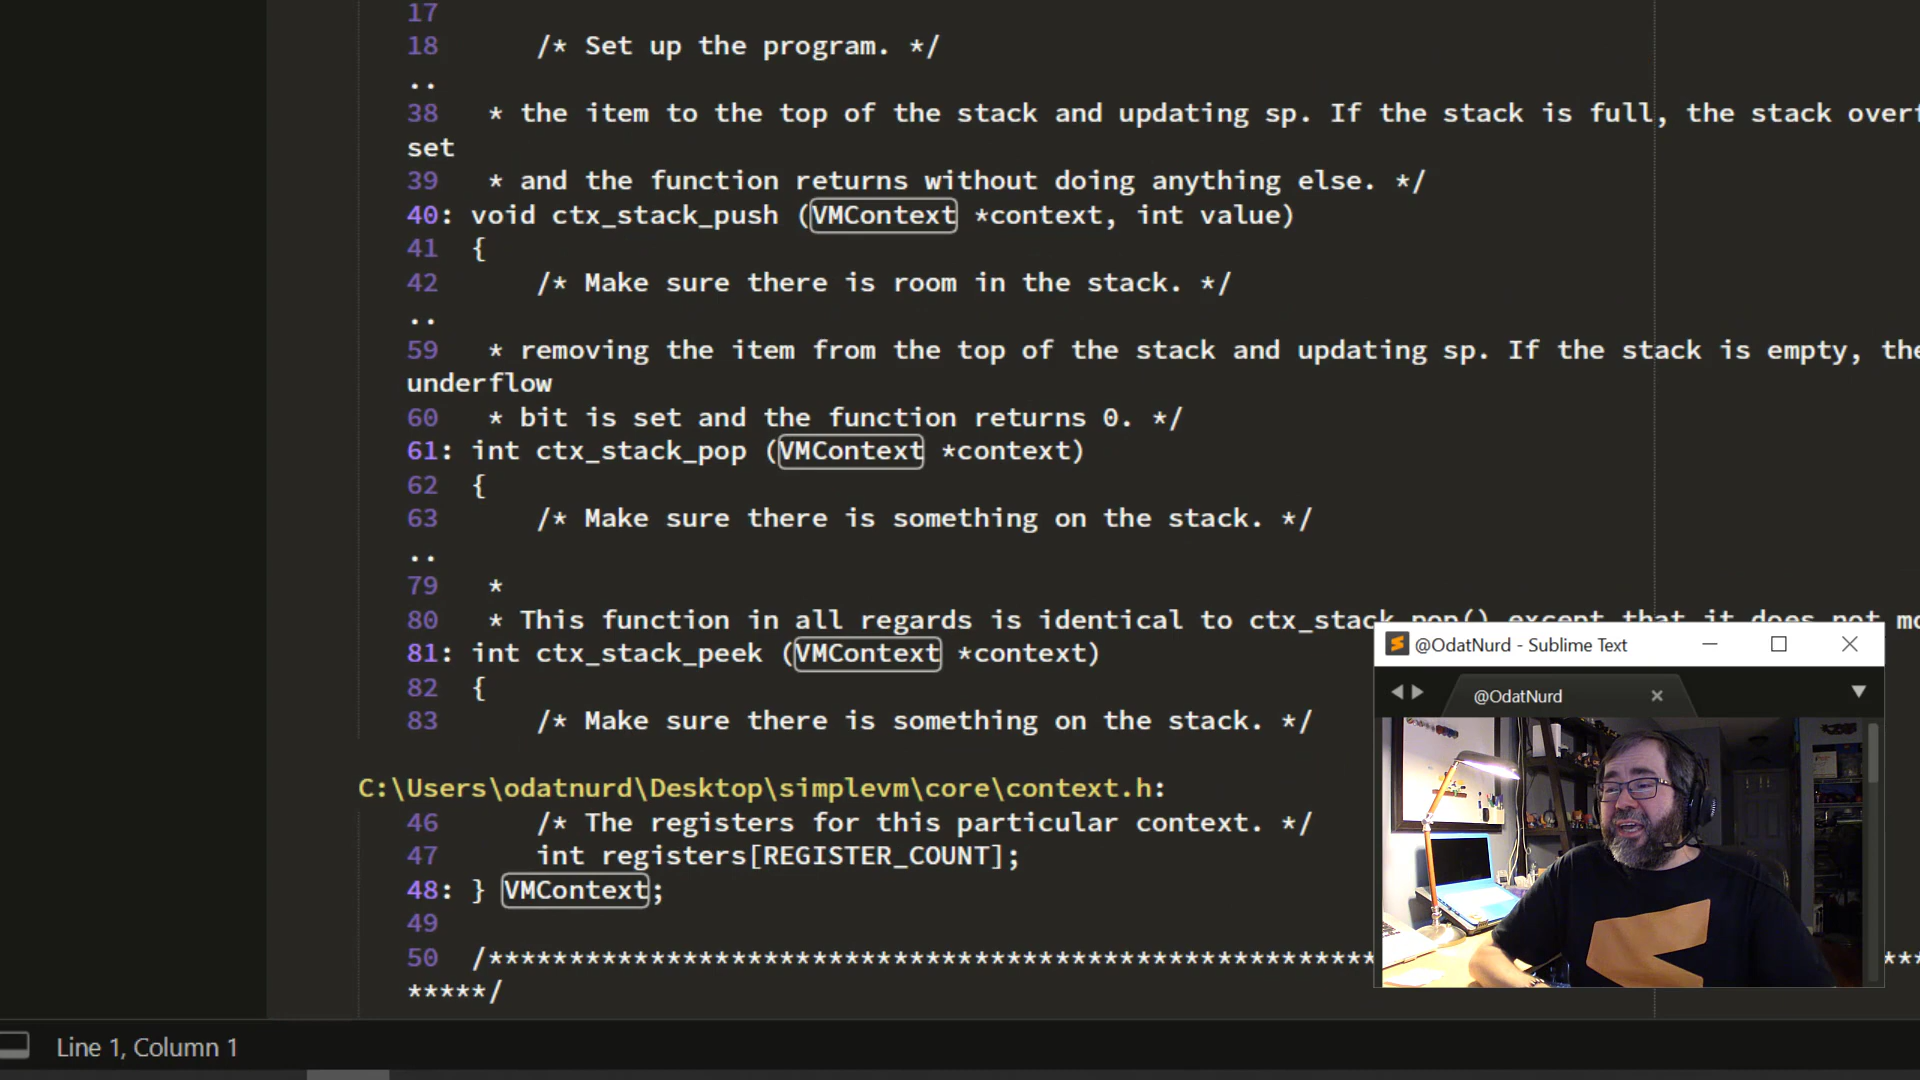 17
18 /* Set up the program. */
..
38 * the item to the top of the stack and updating sp. If the stack is full, the stack
set
39 * and the function returns without doing anything else. */
40: void ctx_stack_push (VMContext *context, int value)
41 {
42 /* Make sure there is room in the stack. */
..
59 * removing the item from the top of the stack and updating sp. If the stack is empty,
underflow
60 * bit is set and the function returns 0. */
61: int ctx_stack_pop (VMContext *context)
62 {
63 /* Make sure there is something on the stack. */
..
79 *
80 * This function in all regards is identical to ctx_stack_pop() except that it does not
81: int ctx_stack_peek (VMContext *context)
82 {
83 /* Make sure there is something on the stack. */
@OdatNurd - Sublime Text
@OdatNurd
C:\Users\odatnurd\Desktop\simplevm\core\context.h:
46 /* The registers for this particular context. */
47 int registers[REGISTER_COUNT];
48: } VMContext;
49
50 /*******************************************************
*****/
Line 1, Column 1